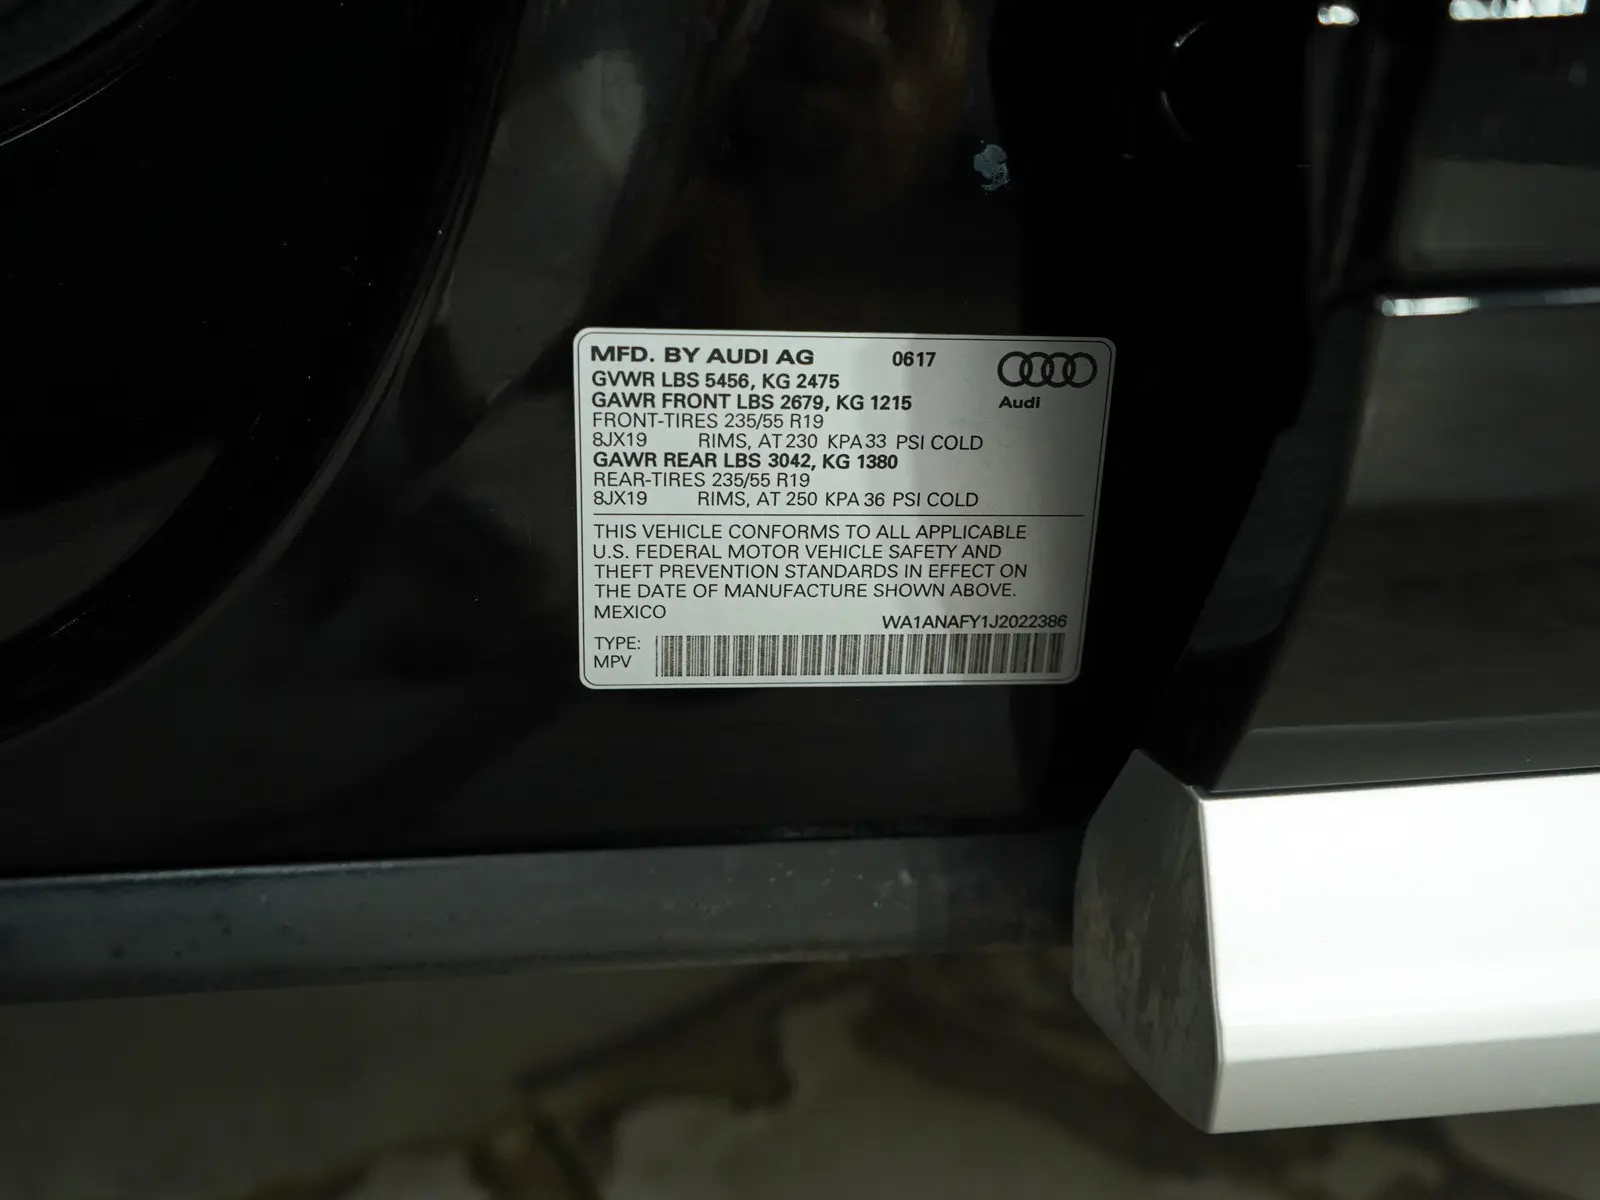 MFD. BY AUDI AG 0617
GVWR LBS 5456, KG 2475
GAWR FRONT LBS 2679, KG 1215
Audi
FRONT-TIRES 235/55 R19
8JX19 RIMS, AT 230 KPA 33 PSI COLD
GAWR REAR LBS 3042, KG 1380
REAR-TIRES 235/55 R19
8JX19 RIMS, AT 250 KPA 36 PSI COLD
THIS VEHICLE CONFORMS TO ALL APPLICABLE
U.S. FEDERAL MOTOR VEHICLE SAFETY AND
THEFT PREVENTION STANDARDS IN EFFECT ON
THE DATE OF MANUFACTURE SHOWN ABOVE.
MEXICO
WA1ANAFY1J2022386
TYPE:
MPV